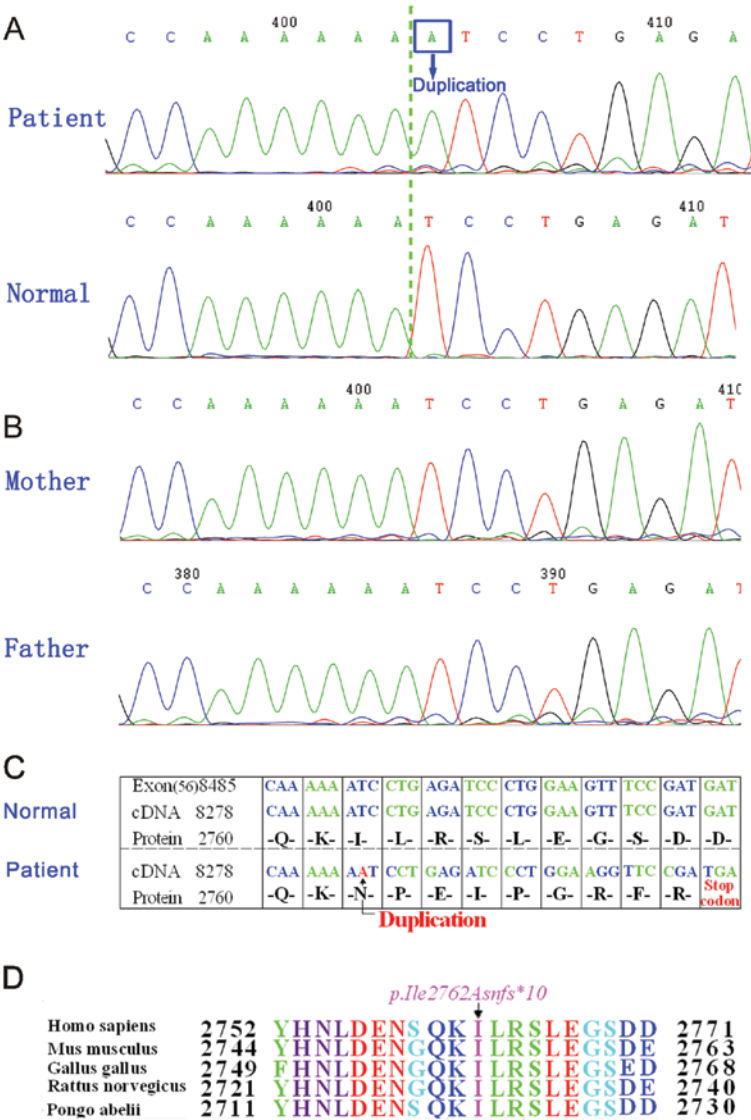 A
400 410
C C A A A A A A A T C C T G A G A
Duplication
Patient
400 410
C C A A A A A A T C C T G A G A T
Normal
B
400 410
C C A A A A A A T C C T G A G A T
Mother
380 390
C C A A A A A A T C C T G A G A T
Father
C
Exon(56)8485 CAA AAA ATC CTG AGA TCC CTG GAA GTT TCC GAT GAT
Normal cDNA 8278 CAA AAA ATC CTG AGA TCC CTG GAA GTT TCC GAT GAT
Protein 2760 -Q- -K- -I- -L- -R- -S- -L- -E- -G- -S- -D- -D-
Patient cDNA 8278 CAA AAA AAT CCT GAG ATC CCT GGA AGG TTC CGA TGA
Protein 2760 -Q- -K- -N- -P- -E- -I- -P- -G- -R- -F- -R- Stop codon
Duplication
D
p.Ile2762Asnfs*10
Homo sapiens 2752 YHNLDENSQKILRSLEGSDD 2771
Mus musculus 2744 YHNLDENGQKILRSLEGSDE 2763
Gallus gallus 2749 FHNLDENGQKILRSLEGSED 2768
Rattus norvegicus 2721 YHNLDENGQKILRSLEGSDE 2740
Pongo abelii 2711 YHNLDENSQKILRSLEGSDD 2730